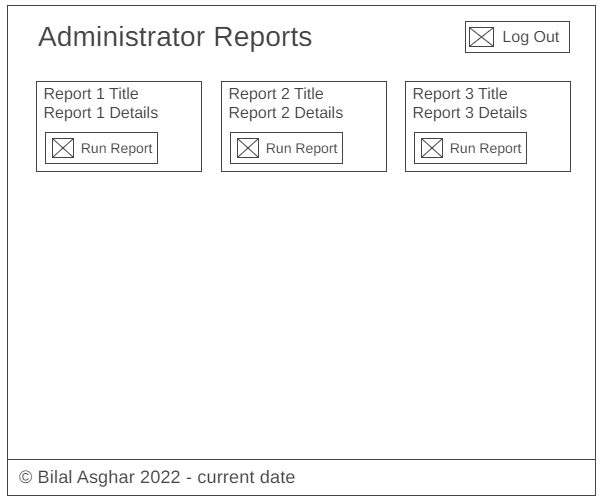 Administrator Reports
Log Out
Report 1 Title
Report 1 Details
Run Report
Report 2 Title
Report 2 Details
Run Report
Report 3 Title
Report 3 Details
Run Report
© Bilal Asghar 2022 - current date